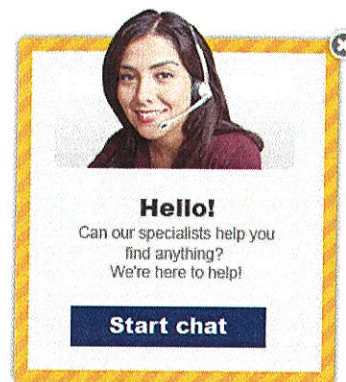 Hello!
Can our specialists help you
find anything?
We're here to help!
Start chat